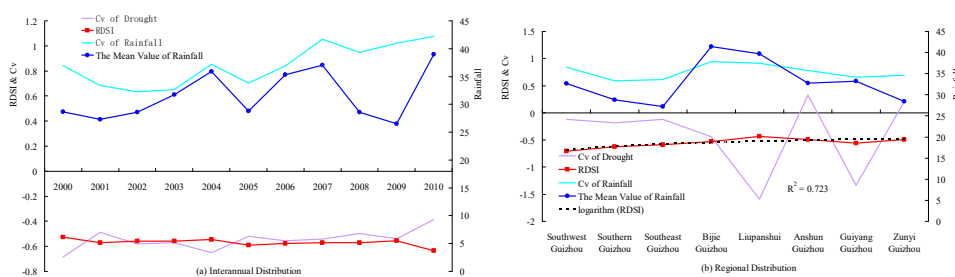 Cv of Drought
RDSI
Cv of Rainfall
The Mean Value of Rainfall
RDSI & Cv
1.2
1
0.8
0.6
0.4
0.2
0
-0.2
-0.4
-0.6
-0.8
2000 2001 2002 2003 2004 2005 2006 2007 2008 2009 2010
45
40
35
30
25
20
15
10
5
0
Rainfall
(a) Interannual Distribution
RDSI & Cv
2
1.5
1
0.5
0
-0.5
-1
-1.5
-2
Cv of Drought
RDSI
Cv of Rainfall
The Mean Value of Rainfall
logarithm (RDSI)
R2 = 0.723
45
40
35
30
25
20
15
10
5
0
Rainfall
Southwest Southern Southeast Bijie Liupanshui Anshun Guiyang Zunyi
Guizhou Guizhou Guizhou Guizhou Guizhou Guizhou Guizhou
(b) Regional Distribution